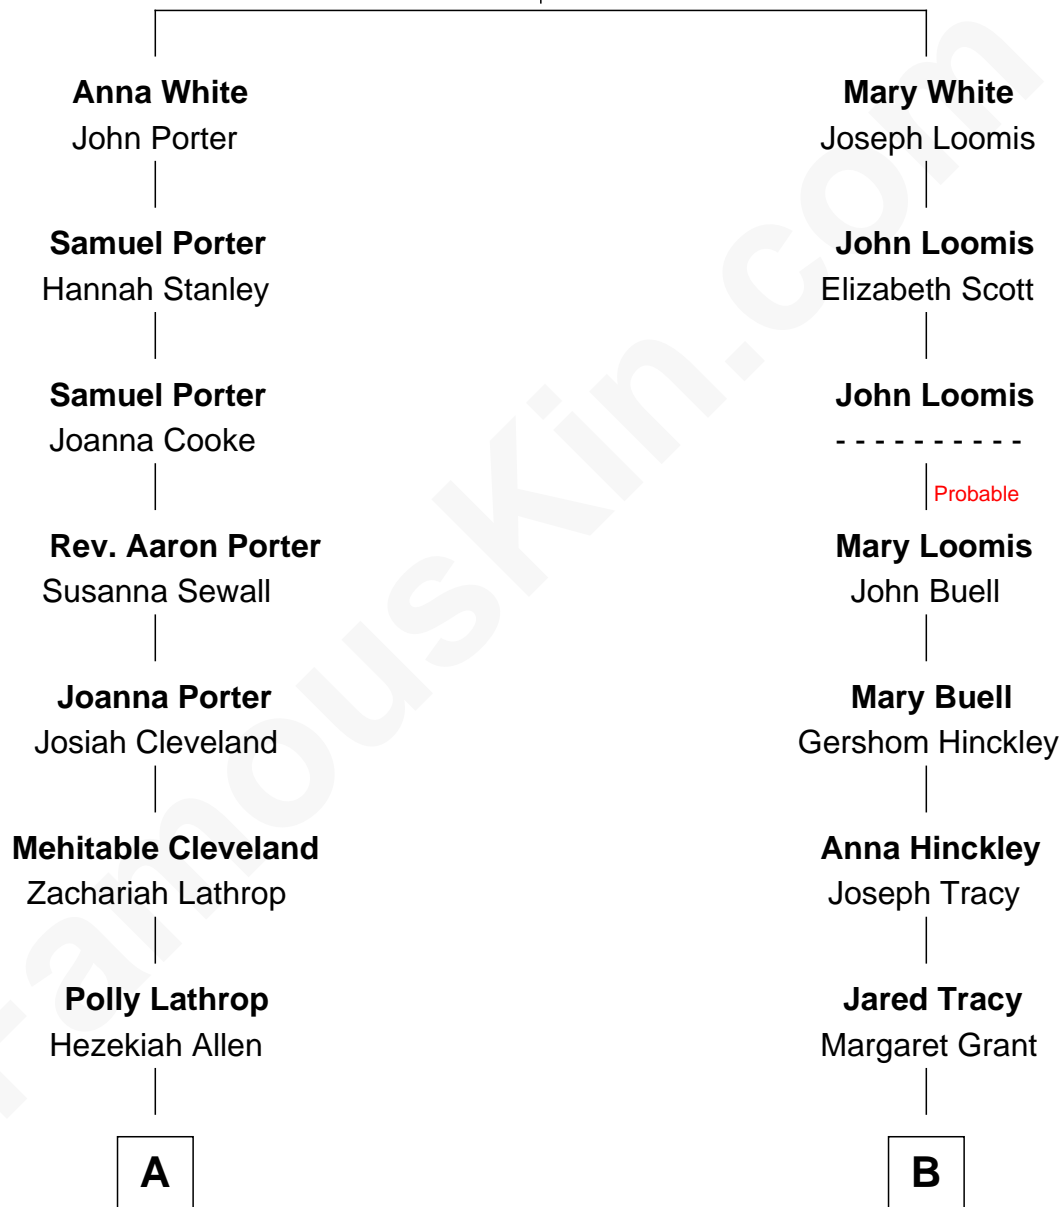 Anna White
John Porter
Samuel Porter
Hannah Stanley
Samuel Porter
Joanna Cooke
Rev. Aaron Porter
Susanna Sewall
Joanna Porter
Josiah Cleveland
Mehitable Cleveland
Zachariah Lathrop
Polly Lathrop
Hezekiah Allen
A
Mary White
Joseph Loomis
John Loomis
Elizabeth Scott
John Loomis
- - - - - - - - - -
Probable
Mary Loomis
John Buell
Mary Buell
Gershom Hinckley
Anna Hinckley
Joseph Tracy
Jared Tracy
Margaret Grant
B
FamousKin.com